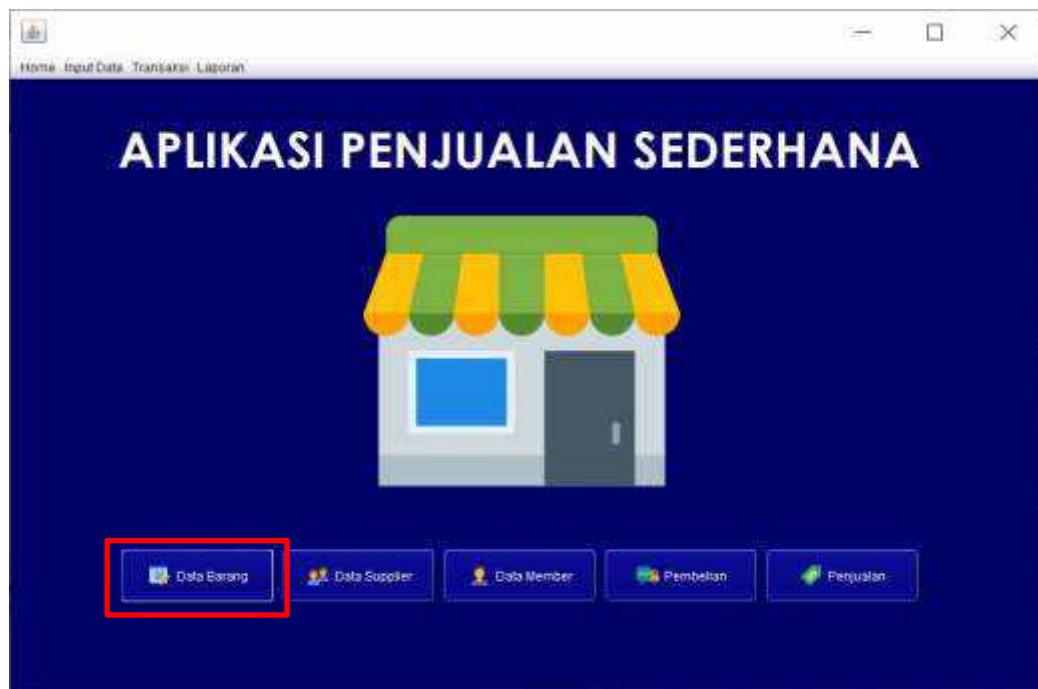 Home Input Data Transaksi Laporan
APLIKASI PENJUALAN SEDERHANA
Data Barang Data Supplier Data Member Pembelian Penjualan